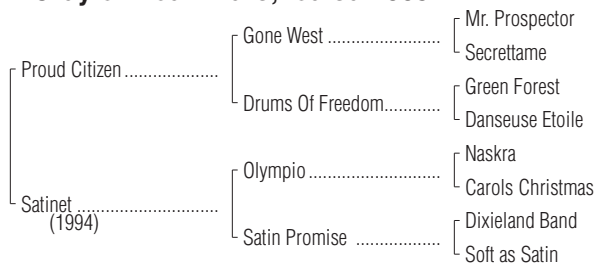 Mr. Prospector
Gone West
Secrettame
Proud Citizen
Green Forest
Drums Of Freedom
Danseuse Etoile
Naskra
Olympio
Carols Christmas
Satinet
(1994)
Dixieland Band
Satin Promise
Soft as Satin